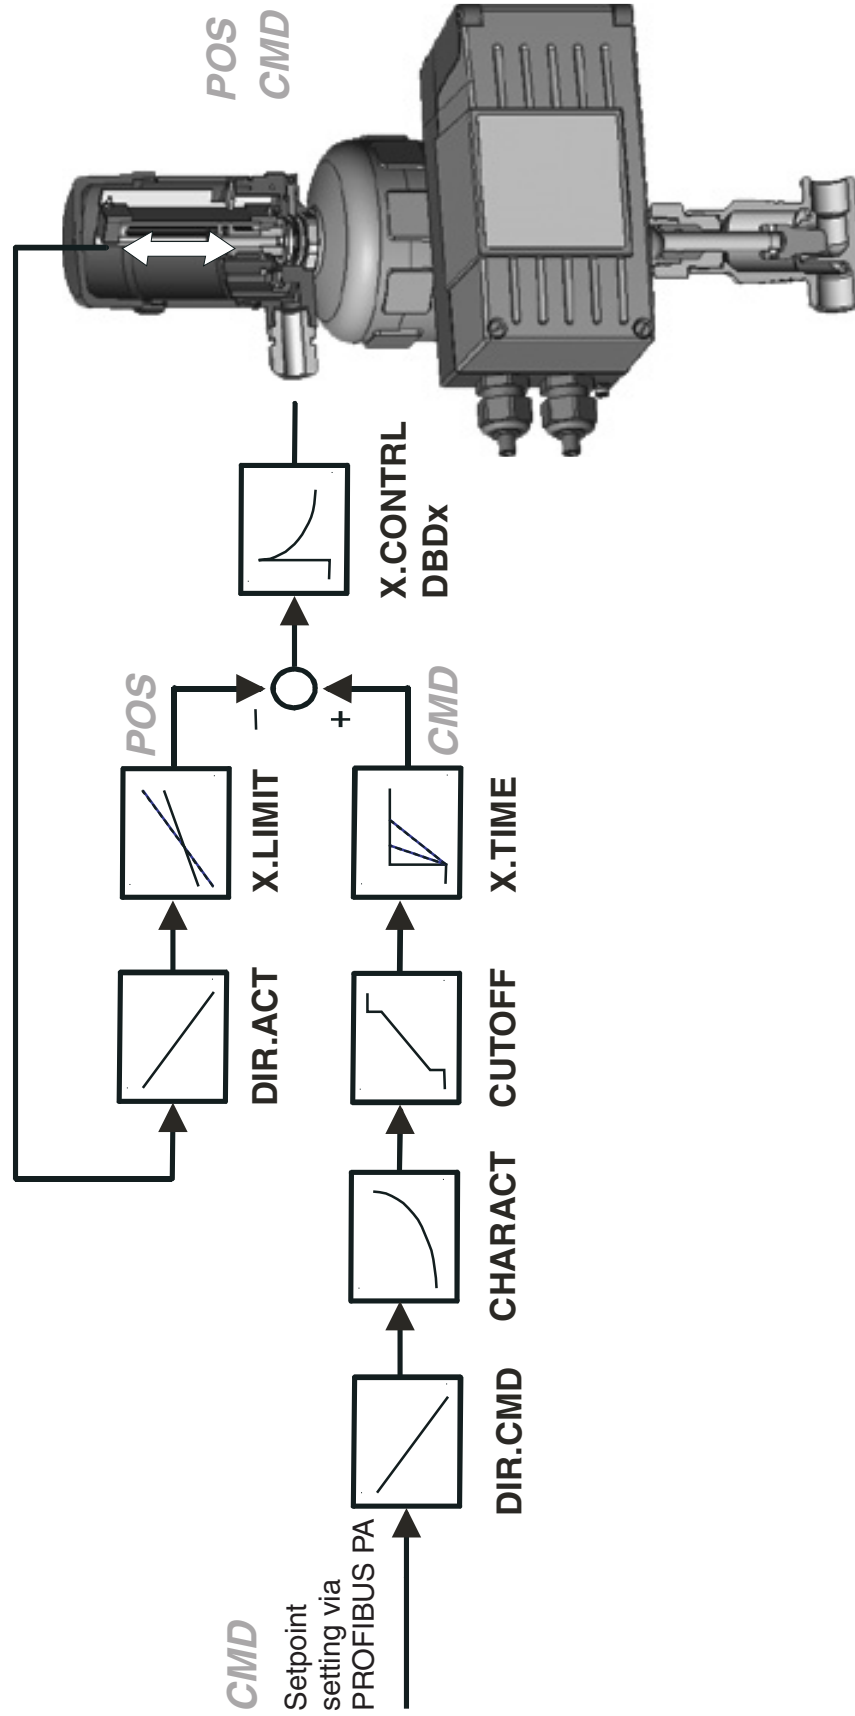 CMD
Setpoint
setting via
PROFIBUS PA
DIR.CMD
CHARACT
CUTOFF
X.TIME
CMD
DIR.ACT
X.LIMIT
POS
–
+
X.CONTRL
DBDx
POS
CMD